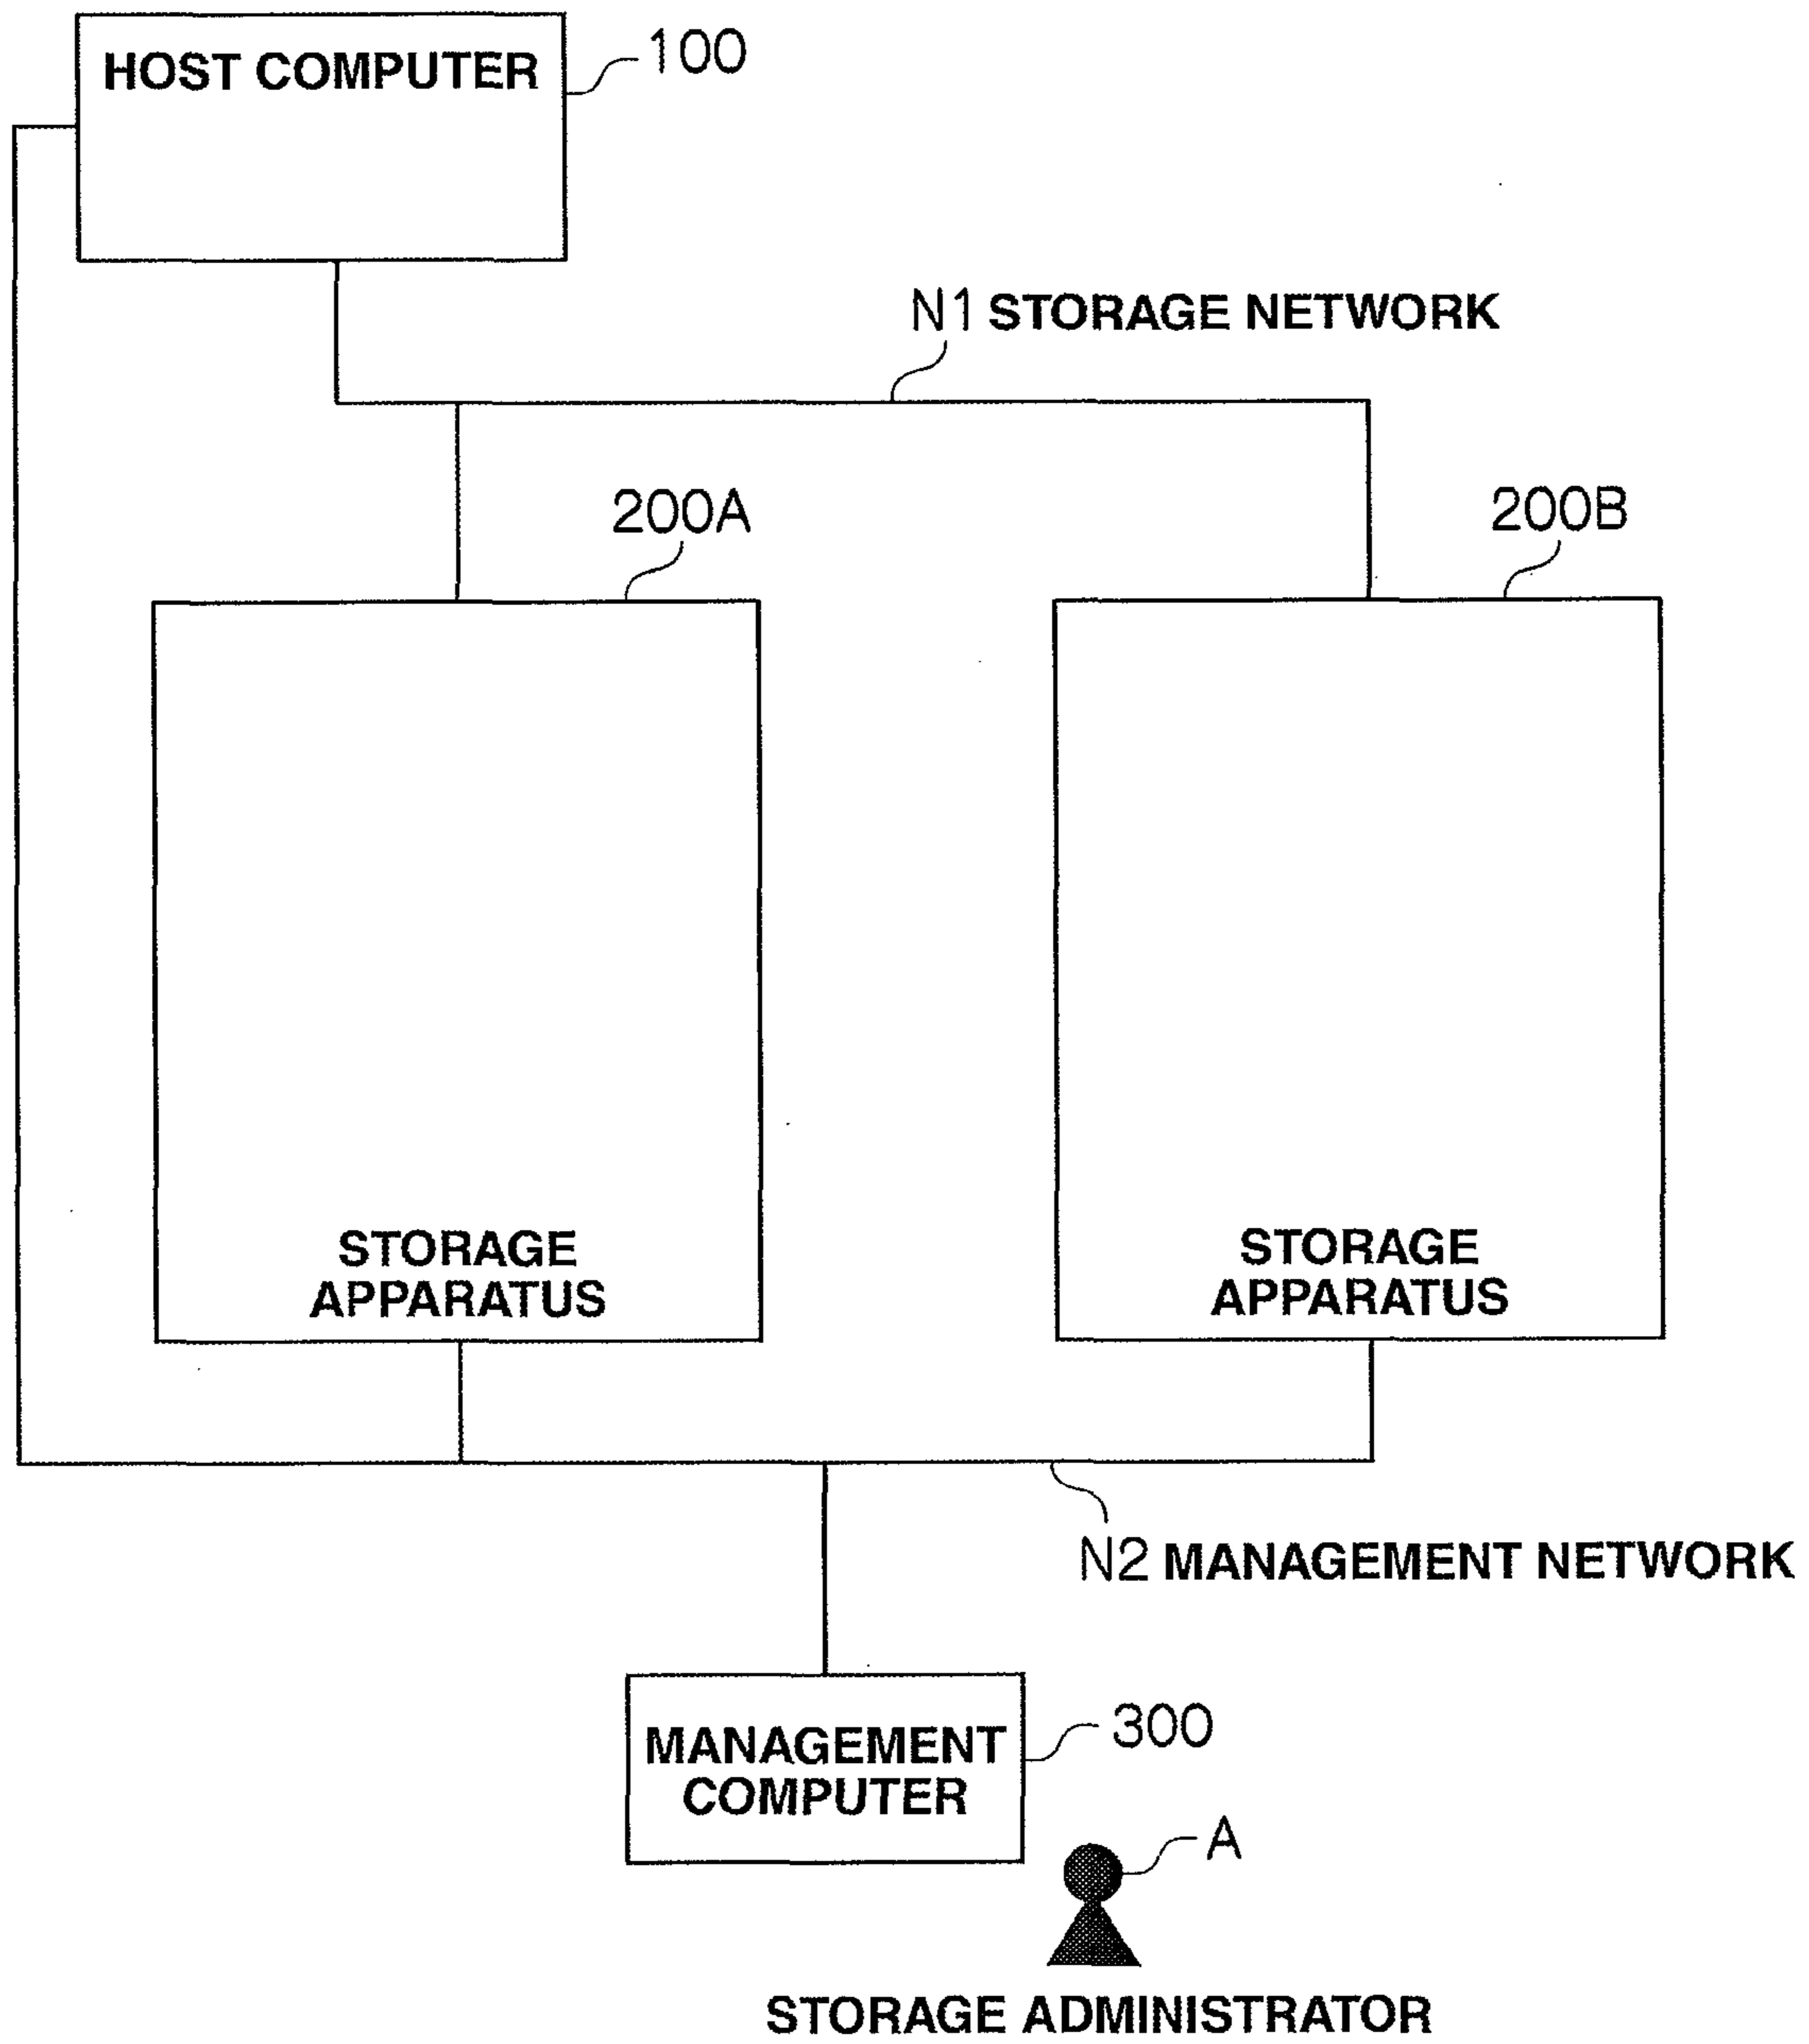 HOST COMPUTER
100
N1 STORAGE NETWORK
200A
200B
STORAGE
APPARATUS
STORAGE
APPARATUS
N2 MANAGEMENT NETWORK
MANAGEMENT
COMPUTER
300
A
STORAGE ADMINISTRATOR